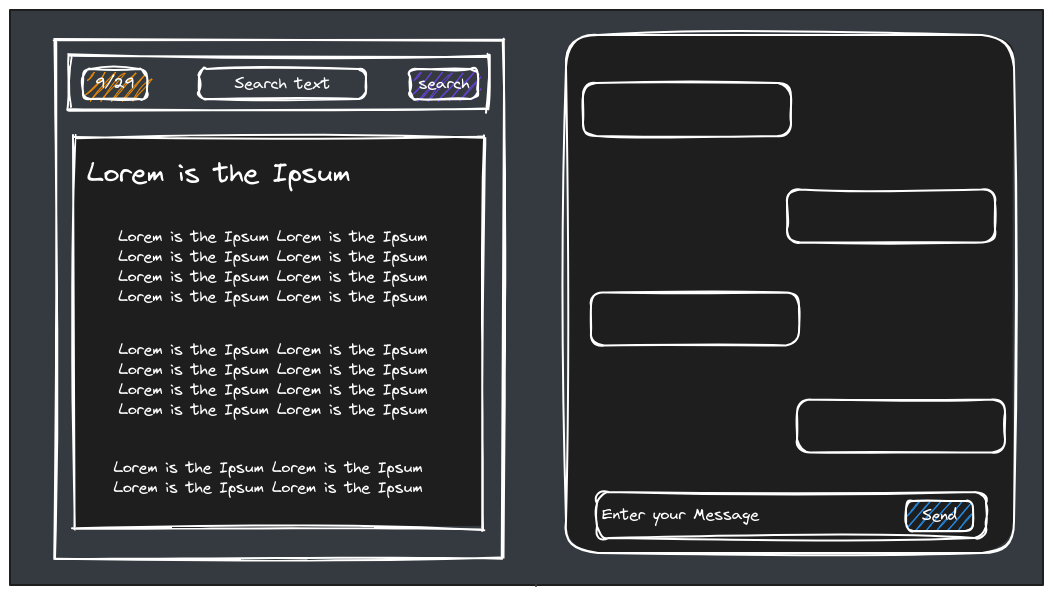 9/29
Search text
search
Lorem is the Ipsum
Lorem is the Ipsum Lorem is the Ipsum
Lorem is the Ipsum Lorem is the Ipsum
Lorem is the Ipsum Lorem is the Ipsum
Lorem is the Ipsum Lorem is the Ipsum
Lorem is the Ipsum Lorem is the Ipsum
Lorem is the Ipsum Lorem is the Ipsum
Lorem is the Ipsum Lorem is the Ipsum
Lorem is the Ipsum Lorem is the Ipsum
Lorem is the Ipsum Lorem is the Ipsum
Lorem is the Ipsum Lorem is the Ipsum
Enter your Message
Send